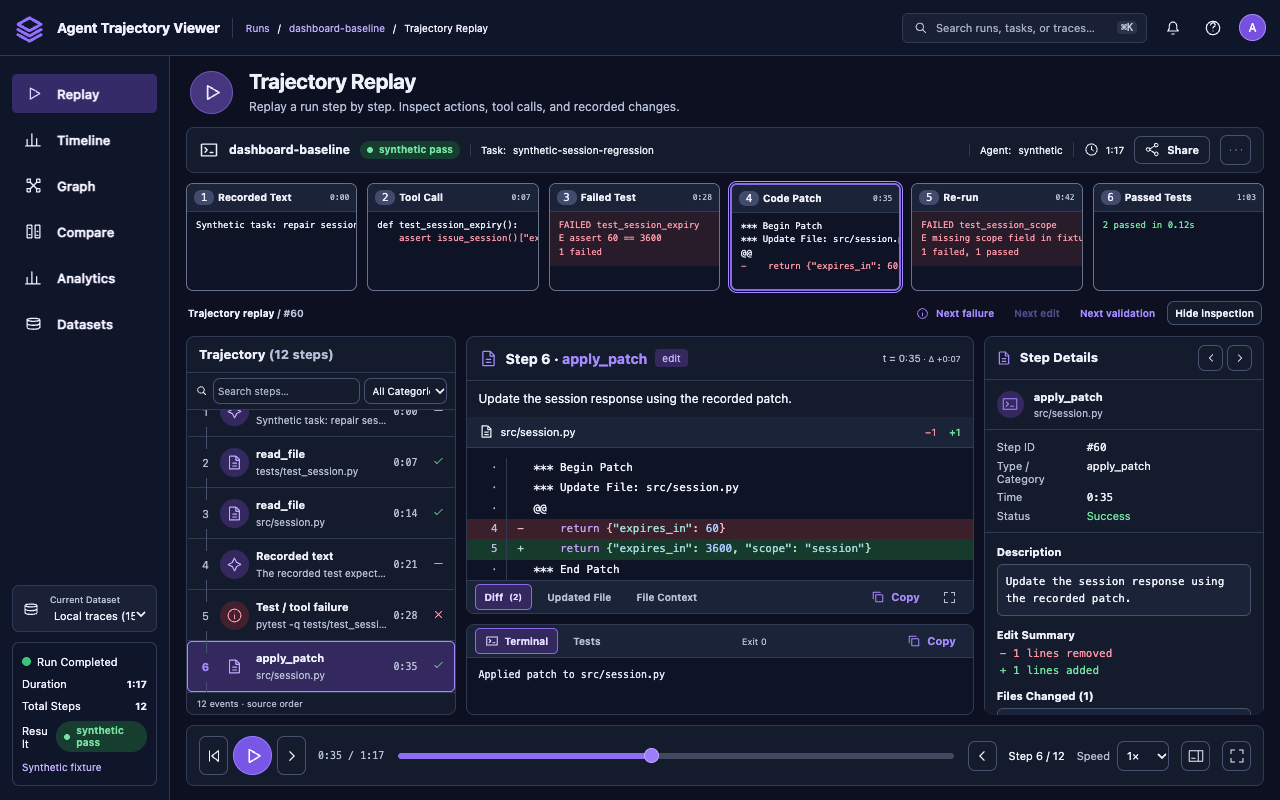 Agent Trajectory Viewer
Runs / dashboard-baseline / Trajectory Replay
Search runs, tasks, or traces... ⌘K
A
Replay
Timeline
Graph
Compare
Analytics
Datasets
Current Dataset
Local traces (15
Run Completed
Duration 1:17
Total Steps 12
Result synthetic pass
Synthetic fixture
Trajectory Replay
Replay a run step by step. Inspect actions, tool calls, and recorded changes.
dashboard-baseline synthetic pass Task: synthetic-session-regression
Agent: synthetic 1:17 Share ...
1 Recorded Text 0:00
Synthetic task: repair session
2 Tool Call 0:07
def test_session_expiry():
assert issue_session()["ex
3 Failed Test 0:28
FAILED test_session_expiry
E assert 60 == 3600
1 failed
4 Code Patch 0:35
*** Begin Patch
*** Update File: src/session.
@@
- return {"expires_in": 60
5 Re-run 0:42
FAILED test_session_scope
E missing scope field in fixtu
1 failed, 1 passed
6 Passed Tests 1:03
2 passed in 0.12s
Trajectory replay / #60
Next failure Next edit Next validation Hide inspection
Trajectory (12 steps)
Search steps... All Categori
1 0:00 —
Synthetic task: repair ses...
2 read_file 0:07
tests/test_session.py
3 read_file 0:14
src/session.py
4 Recorded text 0:21 —
The recorded test expect...
5 Test / tool failure 0:28
pytest -q tests/test_sessi...
6 apply_patch 0:35
src/session.py
12 events · source order
Step 6 · apply_patch edit t = 0:35 · Δ +0:07
Update the session response using the recorded patch.
src/session.py −1 +1
· *** Begin Patch
· *** Update File: src/session.py
· @@
4 − return {"expires_in": 60}
5 + return {"expires_in": 3600, "scope": "session"}
· *** End Patch
Diff (2) Updated File File Context Copy
Terminal Tests Exit 0 Copy
Applied patch to src/session.py
Step Details
apply_patch
src/session.py
Step ID #60
Type / Category apply_patch
Time 0:35
Status Success
Description
Update the session response using
the recorded patch.
Edit Summary
− 1 lines removed
+ 1 lines added
Files Changed (1)
0:35 / 1:17
Step 6 / 12 Speed 1×